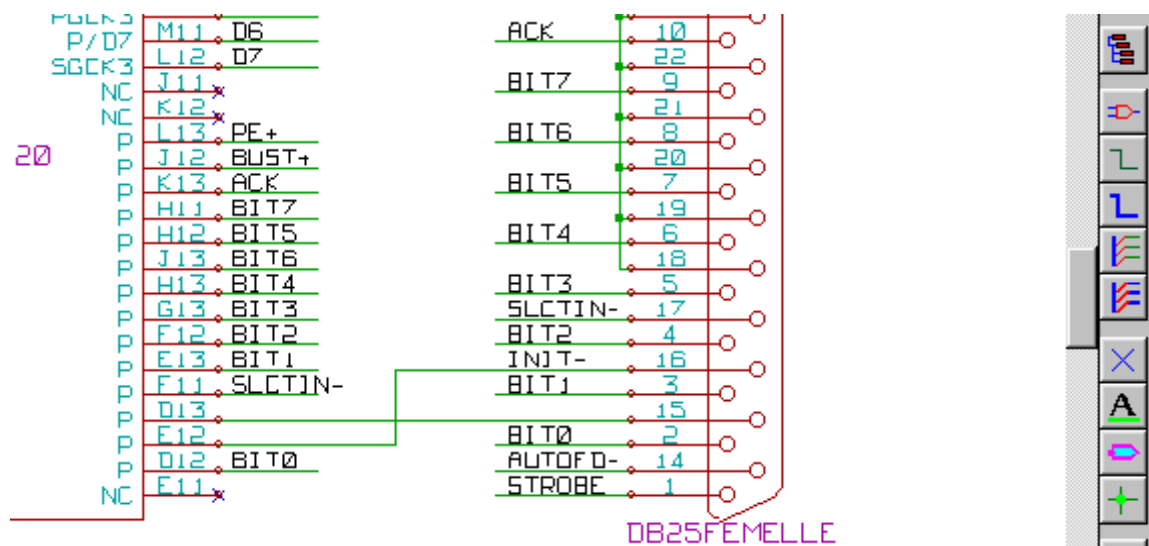 PGCK3
P/D7 M11 D6 ACK 10
SGCK3 L12 D7 22
NC J11 BIT7 9
NC K12 21
P L13 PE+ BIT6 8
20 P J12 BUST+ 20
P K13 ACK BIT5 7
P H11 BIT7 19
P H12 BIT5 BIT4 6
P J13 BIT6 18
P H13 BIT4 BIT3 5
P G13 BIT3 SLCTIN- 17
P F12 BIT2 BIT2 4
P E13 BIT1 INIT- 16
P F11 SLCTIN- BIT1 3
P D13 15
P E12 BIT0 2
P D12 BIT0 AUTOFD- 14
NC E11 STROBE 1
DB25FEMELLE
A